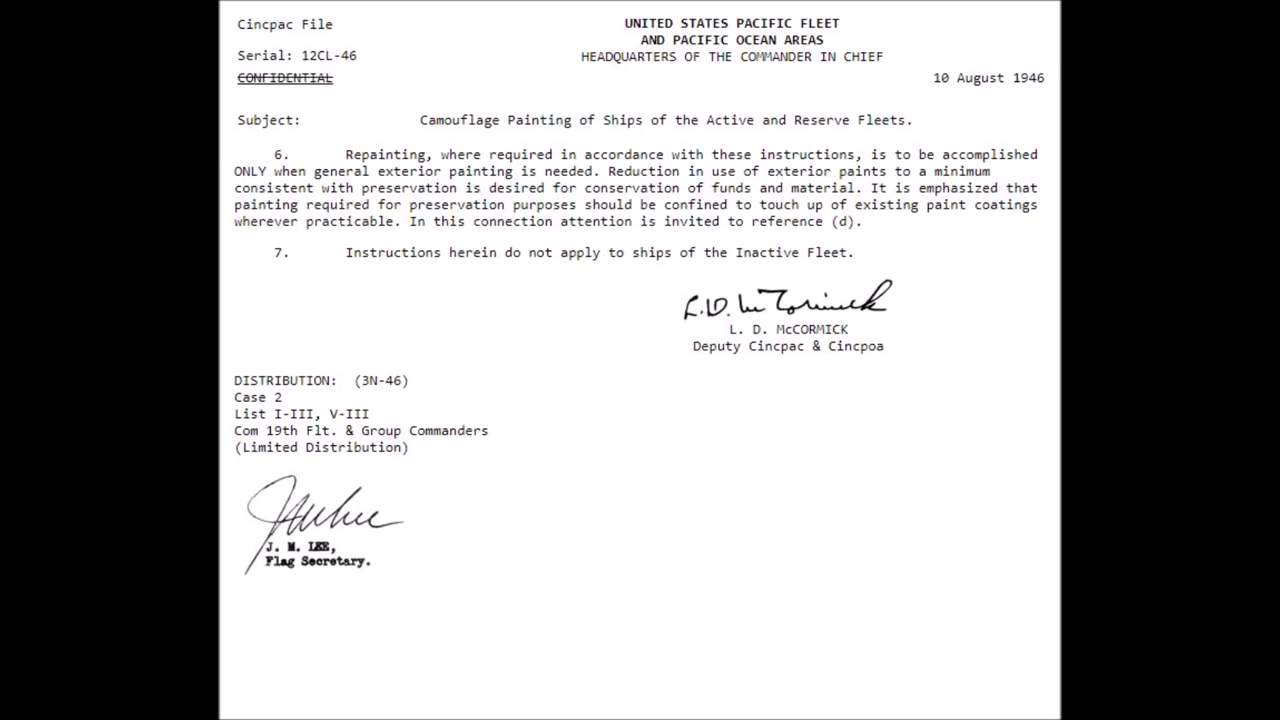 Cincpac File
UNITED STATES PACIFIC FLEET
AND PACIFIC OCEAN AREAS
Serial: 12CL-46
HEADQUARTERS OF THE COMMANDER IN CHIEF
CONFIDENTIAL
10 August 1946
Subject: Camouflage Painting of Ships of the Active and Reserve Fleets.
6. Repainting, where required in accordance with these instructions, is to be accomplished
ONLY when general exterior painting is needed. Reduction in use of exterior paints to a minimum
consistent with preservation is desired for conservation of funds and material. It is emphasized that
painting required for preservation purposes should be confined to touch up of existing paint coatings
wherever practicable. In this connection attention is invited to reference (d).
7. Instructions herein do not apply to ships of the Inactive Fleet.
L.D. McCormick
L. D. McCORMICK
Deputy Cincpac & Cincpoa
DISTRIBUTION: (3N-46)
Case 2
List I-III, V-III
Com 19th Flt. & Group Commanders
(Limited Distribution)
J. M. LEE,
Flag Secretary.